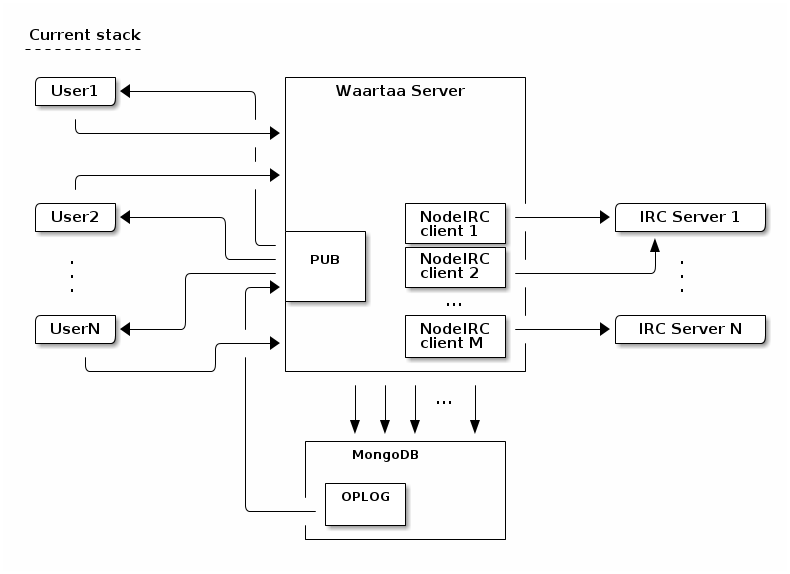 Current stack
User1
Waartaa Server
User2
NodeIRC
client 1
IRC Server 1
PUB
NodeIRC
client 2
...
UserN
NodeIRC
client M
IRC Server N
...
MongoDB
OPLOG